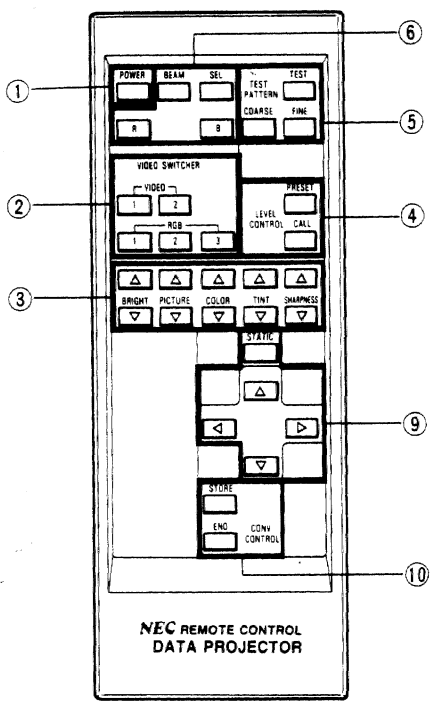 ⑥
POWER BEAM SEL
TEST
TEST PATTERN
①
R B
COARSE FINE
⑤
VIDEO SWITCHER
VIDEO
② 1 2
RGB
1 2 3
PRESET
LEVEL CONTROL
CALL
④
③
BRIGHT PICTURE COLOR TINT SHARPNESS
STATIC
⑨
STORE
END
CONV CONTROL
⑩
NEC REMOTE CONTROL
DATA PROJECTOR